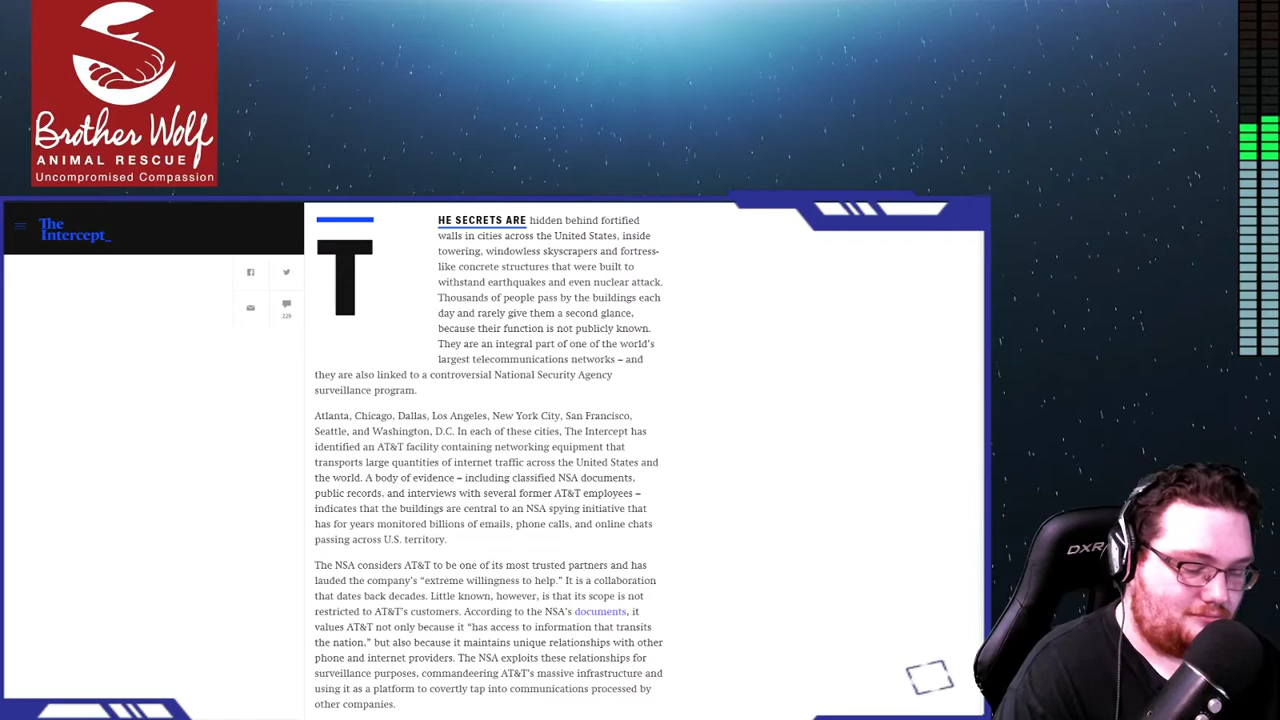 Brother Wolf
ANIMAL RESCUE
Uncompromised Compassion
The
Intercept_
229
T
HE SECRETS ARE hidden behind fortified
walls in cities across the United States, inside
towering, windowless skyscrapers and fortress-
like concrete structures that were built to
withstand earthquakes and even nuclear attack.
Thousands of people pass by the buildings each
day and rarely give them a second glance,
because their function is not publicly known.
They are an integral part of one of the world's
largest telecommunications networks – and
they are also linked to a controversial National Security Agency
surveillance program.
Atlanta, Chicago, Dallas, Los Angeles, New York City, San Francisco,
Seattle, and Washington, D.C. In each of these cities, The Intercept has
identified an AT&T facility containing networking equipment that
transports large quantities of internet traffic across the United States and
the world. A body of evidence – including classified NSA documents,
public records, and interviews with several former AT&T employees –
indicates that the buildings are central to an NSA spying initiative that
has for years monitored billions of emails, phone calls, and online chats
passing across U.S. territory.
The NSA considers AT&T to be one of its most trusted partners and has
lauded the company's “extreme willingness to help.” It is a collaboration
that dates back decades. Little known, however, is that its scope is not
restricted to AT&T's customers. According to the NSA's documents, it
values AT&T not only because it “has access to information that transits
the nation,” but also because it maintains unique relationships with other
phone and internet providers. The NSA exploits these relationships for
surveillance purposes, commandeering AT&T's massive infrastructure and
using it as a platform to covertly tap into communications processed by
other companies.
DXR